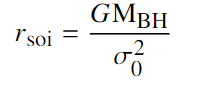 r_soi = GM_BH / σ_0^2